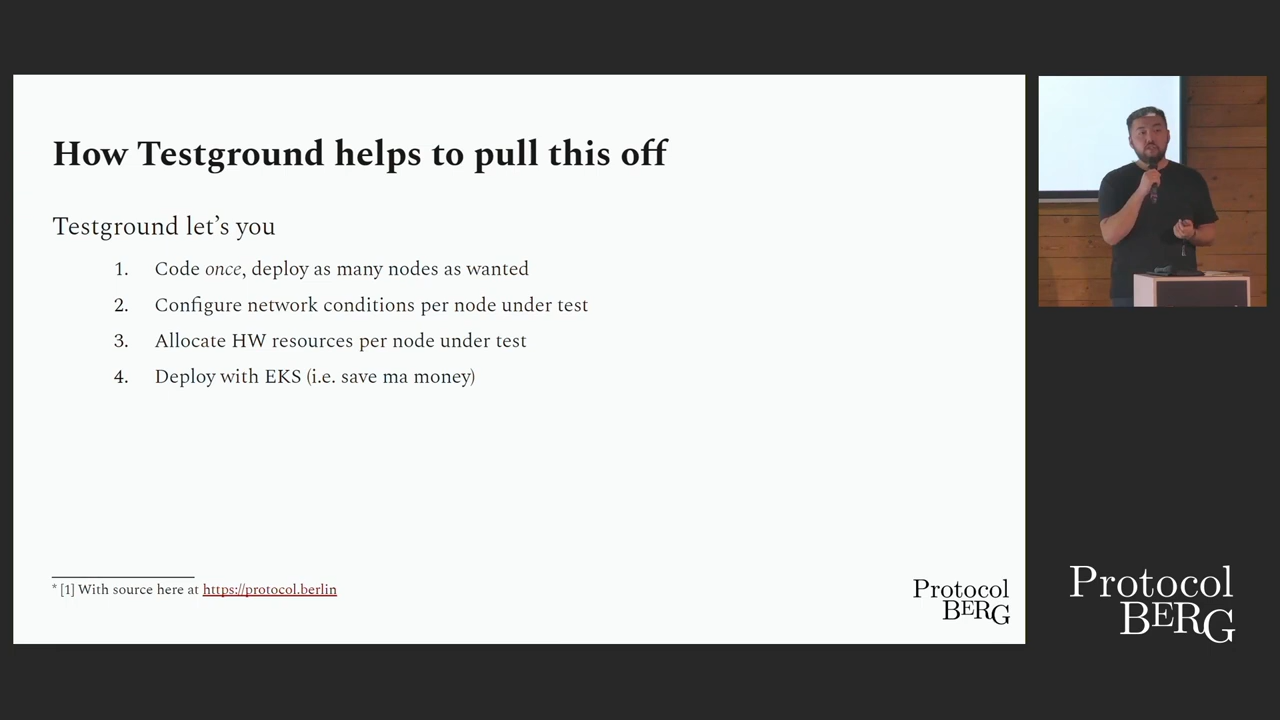 How Testground helps to pull this off
Testground let’s you
1. Code once, deploy as many nodes as wanted
2. Configure network conditions per node under test
3. Allocate HW resources per node under test
4. Deploy with EKS (i.e. save ma money)
* [1] With source here at https://protocol.berlin
Protocol
BERG
Protocol
BERG